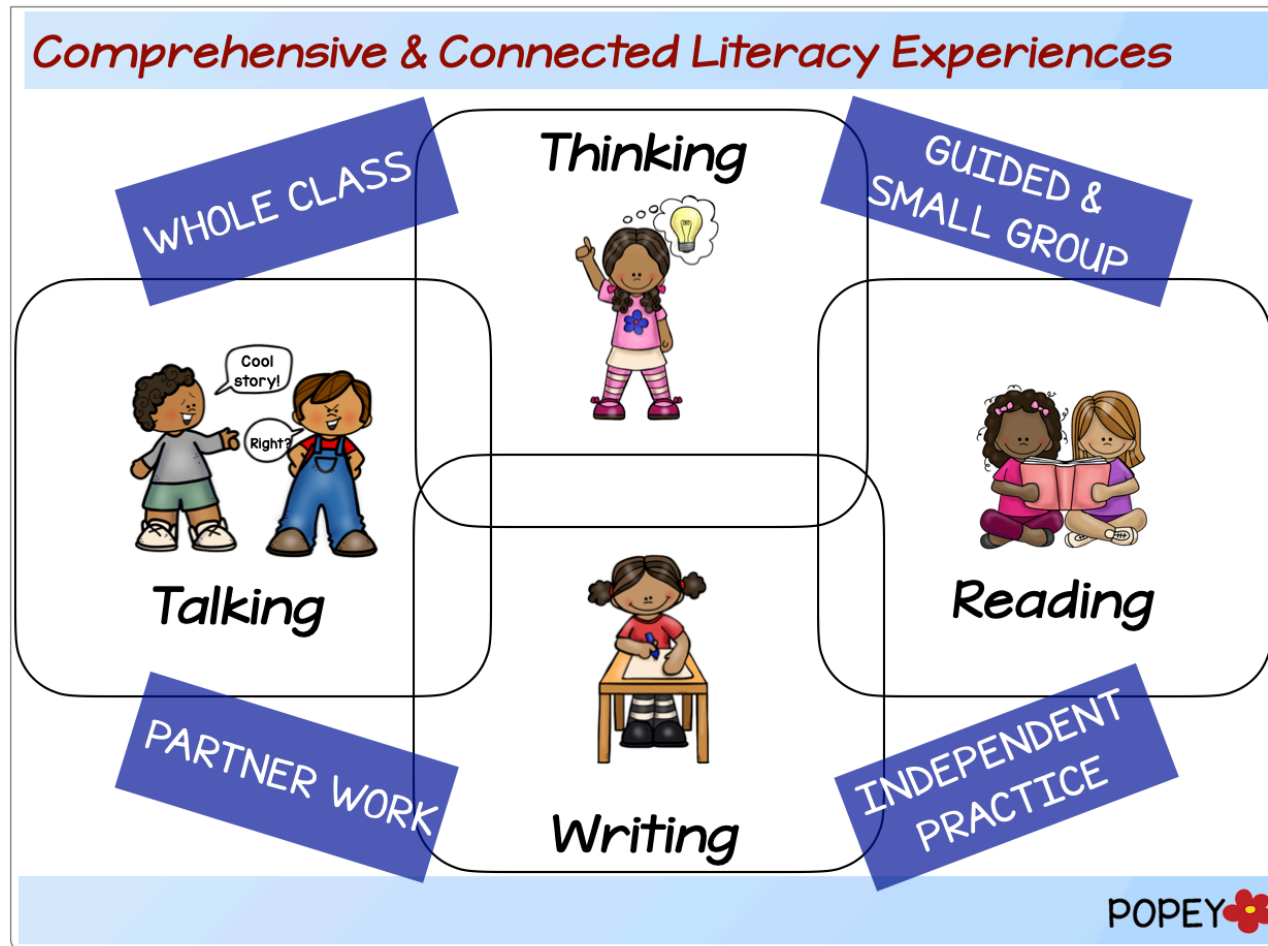 Comprehensive & Connected Literacy Experiences
WHOLE CLASS
Thinking
GUIDED &
SMALL GROUP
Cool
story!
Right?
Talking
Reading
PARTNER WORK
Writing
INDEPENDENT
PRACTICE
POPEY